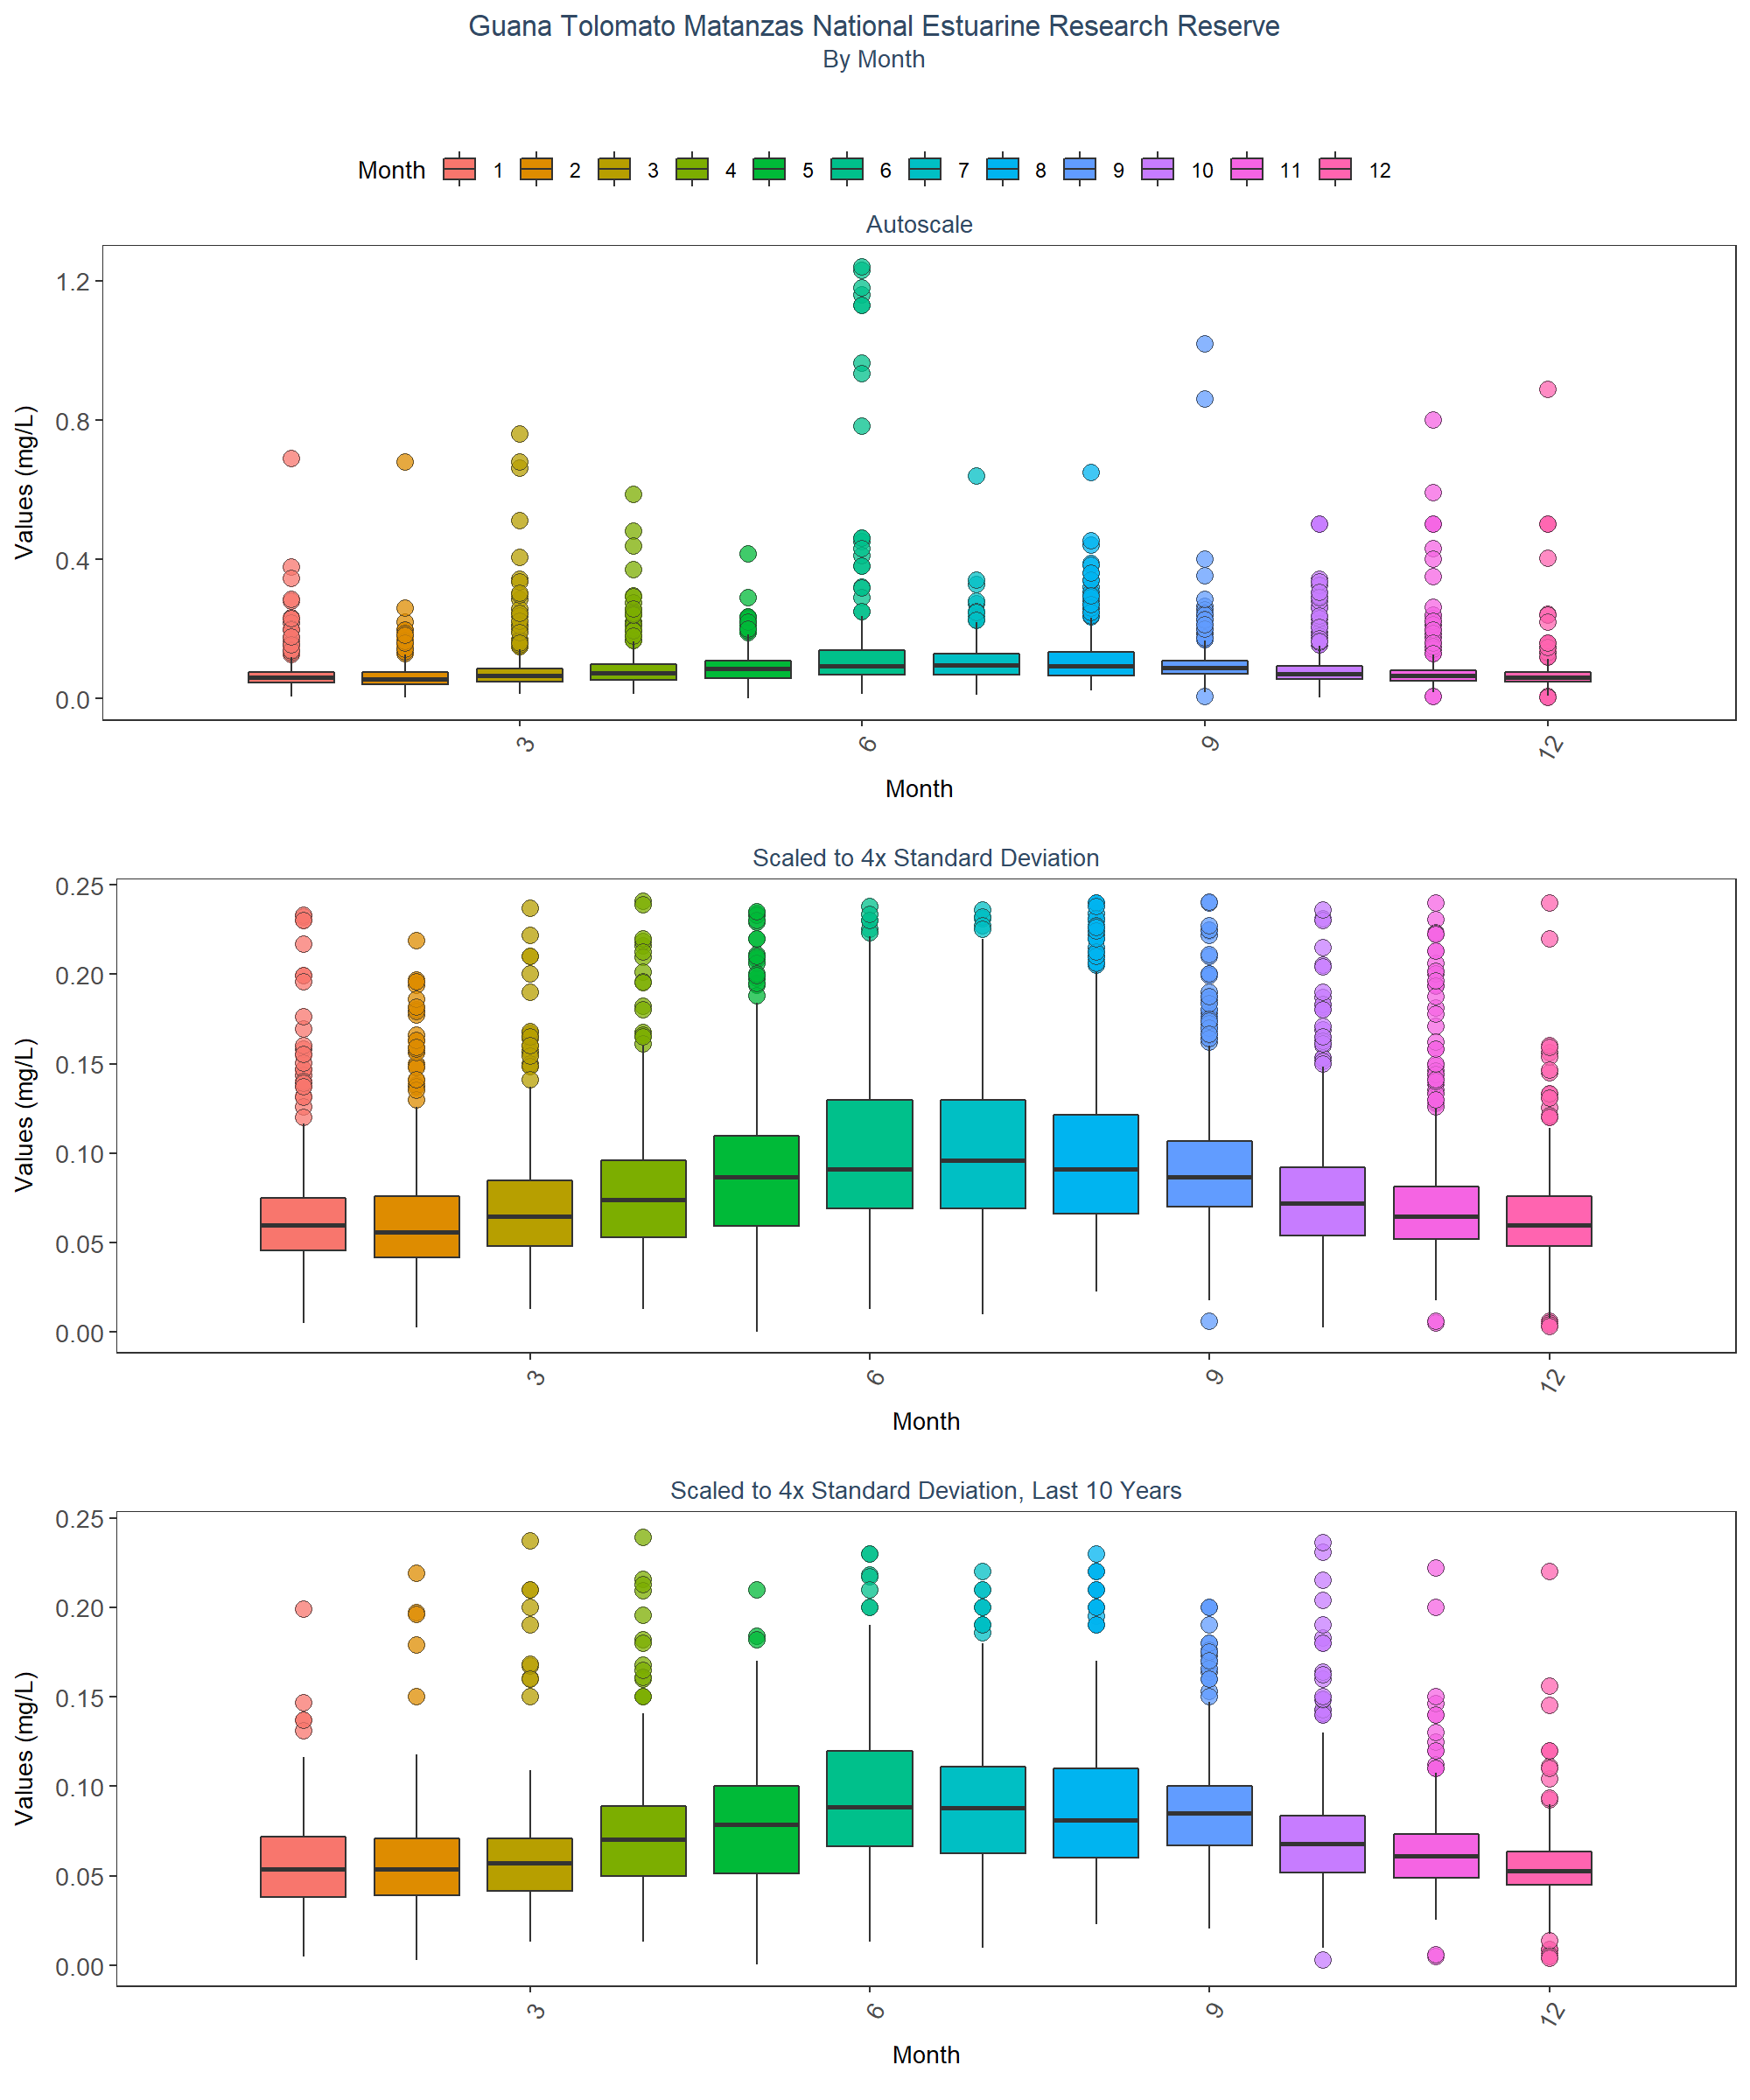 Guana Tolomato Matanzas National Estuarine Research Reserve
By Month
Month 1 2 3 4 5 6 7 8 9 10 11 12
Autoscale
Values (mg/L)
1.2
0.8
0.4
0.0
3 6 9 12
Month
Scaled to 4x Standard Deviation
Values (mg/L)
0.25
0.20
0.15
0.10
0.05
0.00
3 6 9 12
Month
Scaled to 4x Standard Deviation, Last 10 Years
Values (mg/L)
0.25
0.20
0.15
0.10
0.05
0.00
3 6 9 12
Month